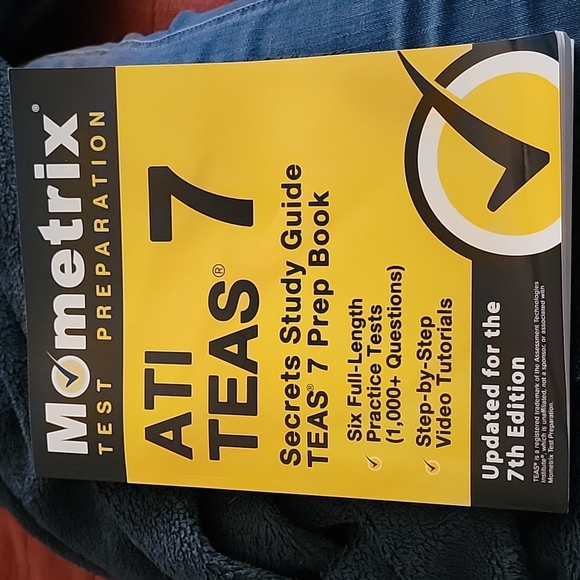 Mometrix®
TEST PREPARATION
ATI
TEAS® 7
Secrets Study Guide
TEAS® 7 Prep Book
Six Full-Length
Practice Tests
(1,000+ Questions)
Step-by-Step
Video Tutorials
Updated for the
7th Edition
TEAS® is a registered trademark of the Assessment Technologies
Institute®, which is unaffiliated, not a sponsor, or associated with
Mometrix Test Preparation.